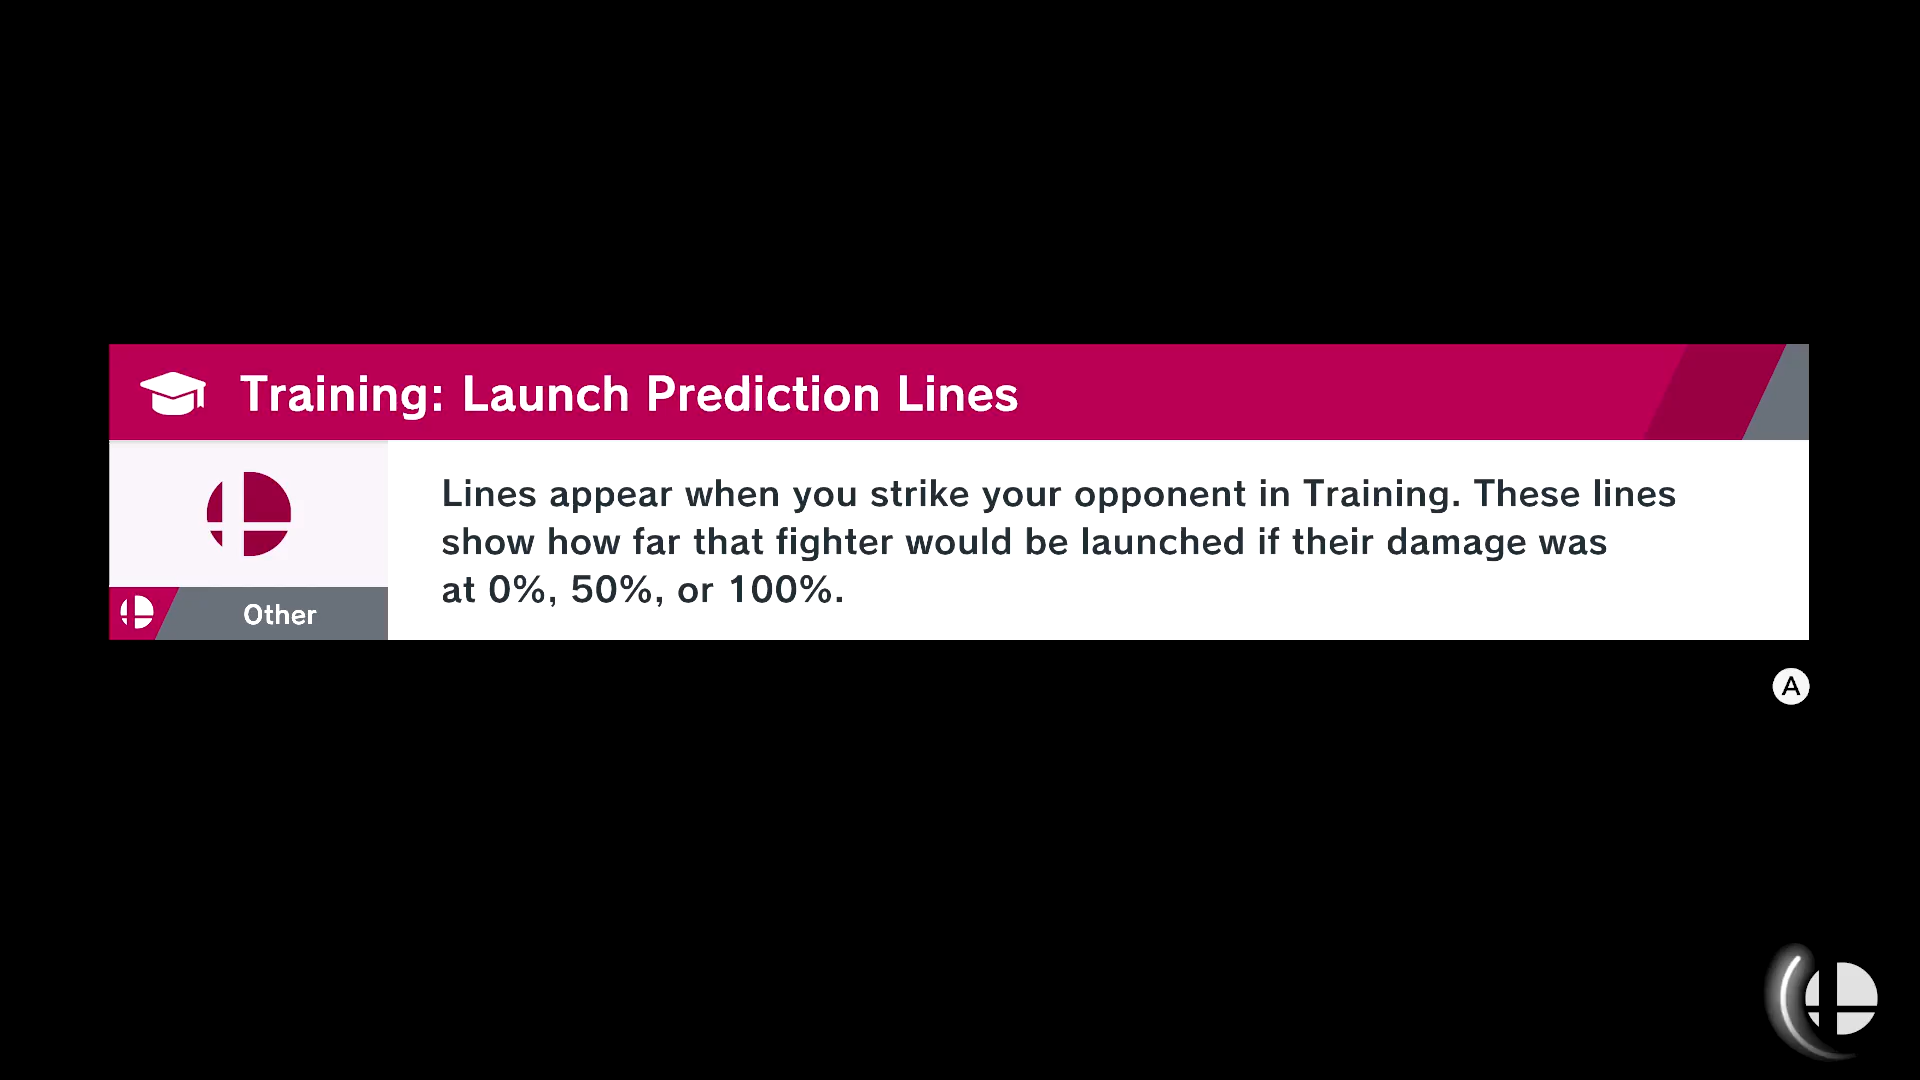 Training: Launch Prediction Lines
Lines appear when you strike your opponent in Training. These lines
show how far that fighter would be launched if their damage was
at 0%, 50%, or 100%.
Other
A